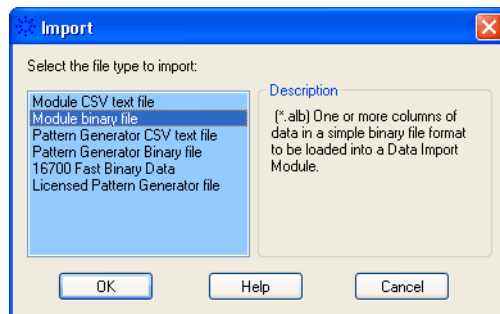 Import
Select the file type to import:
Module CSV text file
Module binary file
Pattern Generator CSV text file
Pattern Generator Binary file
16700 Fast Binary Data
Licensed Pattern Generator file
Description
(*.alb) One or more columns of
data in a simple binary file format
to be loaded into a Data Import
Module.
OK
Help
Cancel